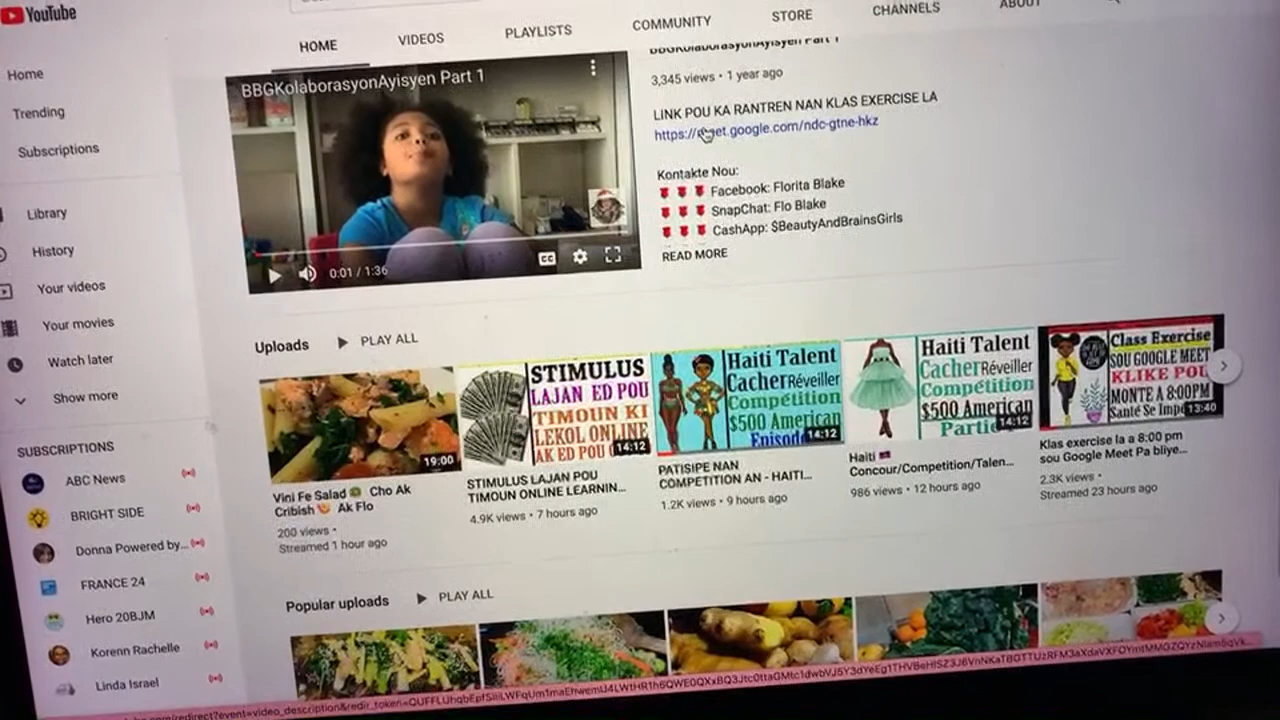 YouTube
HOME
VIDEOS
PLAYLISTS
COMMUNITY
STORE
CHANNELS
ABOUT
Home
Trending
Subscriptions
Library
History
Your videos
Your movies
Watch later
Show more
SUBSCRIPTIONS
ABC News
BRIGHT SIDE
Donna Powered by...
FRANCE 24
Hero 20BJM
Korenn Rachelle
Linda Israel
BBGKolaborasyonAyisyen Part 1
0:01 / 1:36
BBGKolaborasyonAyisyen Part 1
3,345 views • 1 year ago
LINK POU KA RANTREN NAN KLAS EXERCISE LA
.google.com/ndc-gtne-hkz
Kontakte Nou:
Facebook: Florita Blake
SnapChat: Flo Blake
CashApp: $BeautyAndBrainsGirls
READ MORE
Uploads
PLAY ALL
19:00
Vini Fe Salad Cho Ak
Cribish Ak Flo
200 views •
Streamed 1 hour ago
STIMULUS
LAJAN ED POU
TIMOUN KI
LEKOL ONLINE
AK ED POU
14:12
STIMULUS LAJAN POU
TIMOUN ONLINE LEARNIN...
4.9K views • 7 hours ago
Haiti Talent
Cacher Réveiller
Compétition
$500 American
Episode
14:12
PATISIPE NAN
COMPETITION AN - HAITI...
1.2K views • 9 hours ago
Haiti Talent
Cacher Réveiller
Compétition
$500 American
Partie
14:12
Haiti
Concour/Competition/Talen...
986 views • 12 hours ago
Class Exercise
SOU GOOGLE MEET
KLIKE POU
MONTE A 8:00PM
Santé Se
13:40
Klas exercise la a 8:00 pm
sou Google Meet Pa bliye...
2.3K views •
Streamed 23 hours ago
Popular uploads
PLAY ALL